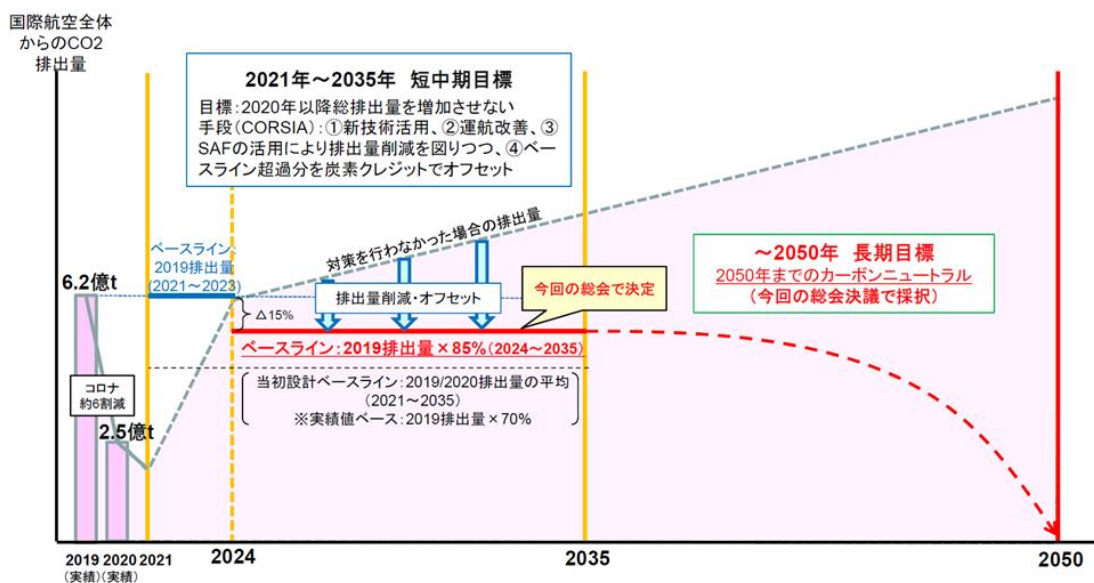 国際航空全体
からのCO2
排出量
2021年～2035年 短中期目標
目標:2020年以降総排出量を増加させない
手段(CORSIA):①新技術活用、②運航改善、③
SAFの活用により排出量削減を図りつつ、④ベー
スライン超過分を炭素クレジットでオフセット
対策を行わなかった場合の排出量
ベースライン:
2019排出量
(2021～2023)
6.2億t
△15%
排出量削減・オフセット
今回の総会で決定
～2050年 長期目標
2050年までのカーボンニュートラル
(今回の総会決議で採択)
ベースライン:2019排出量×85%(2024～2035)
当初設計ベースライン:2019/2020排出量の平均
(2021～2035)
※実績値ベース:2019排出量×70%
コロナ
約6割減
2.5億t
2019
(実績)
2020
(実績)
2021
2024
2035
2050